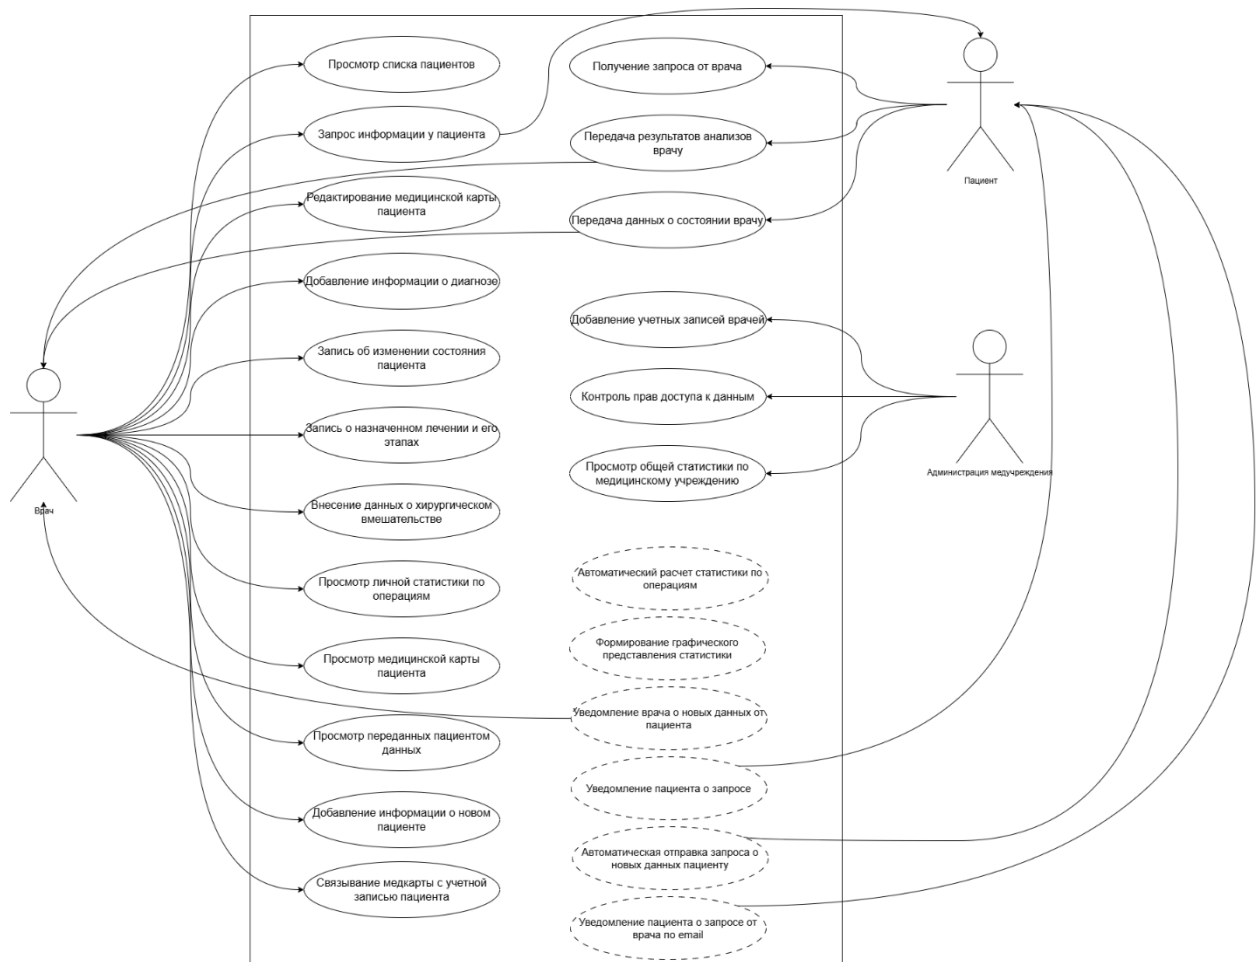 Просмотр списка пациентов
Запрос информации у пациента
Редактирование медицинской карты
пациента
Добавление информации о диагнозе
Запись об изменении состояния
пациента
Запись о назначенном лечении и его
этапах
Внесение данных о хирургическом
вмешательстве
Просмотр личной статистики по
операциям
Просмотр медицинской карты
пациента
Просмотр переданных пациентом
данных
Добавление информации о новом
пациенте
Связывание медкарты с учетной
записью пациента
Получение запроса от врача
Передача результатов анализов
врачу
Передача данных о состоянии врачу
Добавление учетных записей врачей
Контроль прав доступа к данным
Просмотр общей статистики по
медицинскому учреждению
Автоматический расчет статистики по
операциям
Формирование графического
представления статистики
Уведомление врача о новых данных от
пациента
Уведомление пациента о запросе
Автоматическая отправка запроса о
новых данных пациенту
Уведомление пациента о запросе от
врача по email
Врач
Пациент
Администрация медучреждения